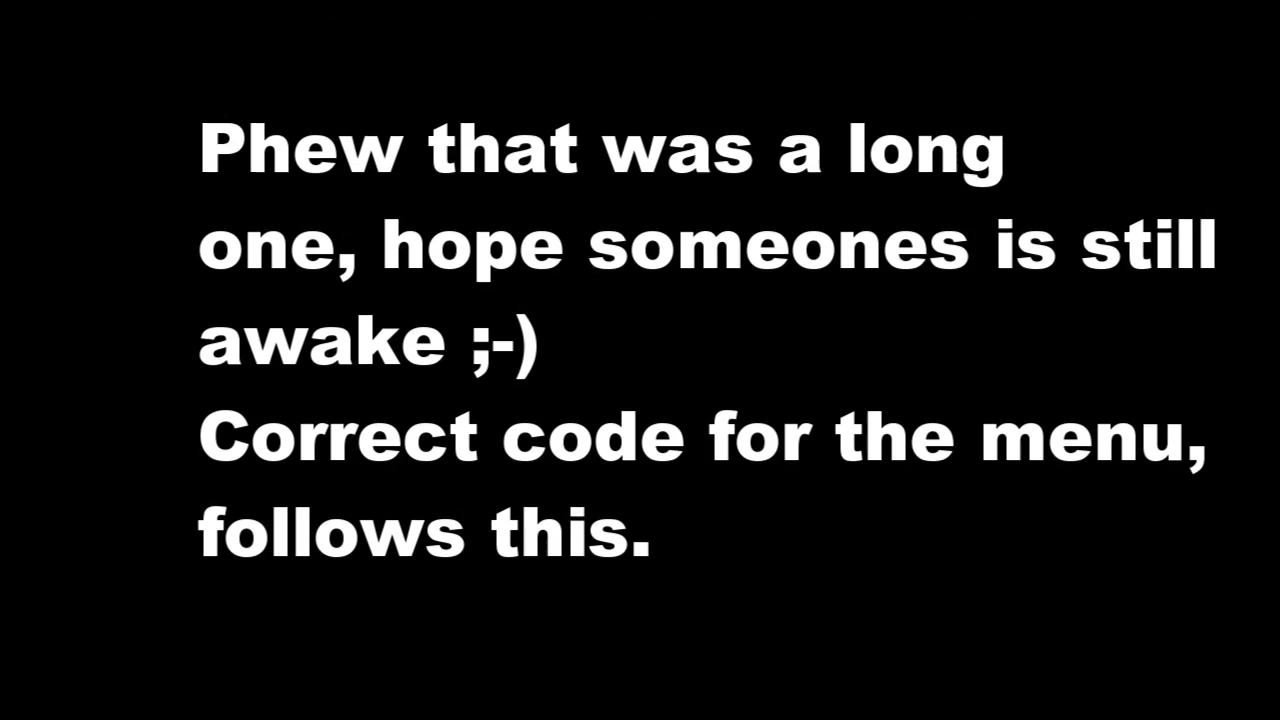 Phew that was a long
one, hope someones is still
awake ;-)
Correct code for the menu,
follows this.